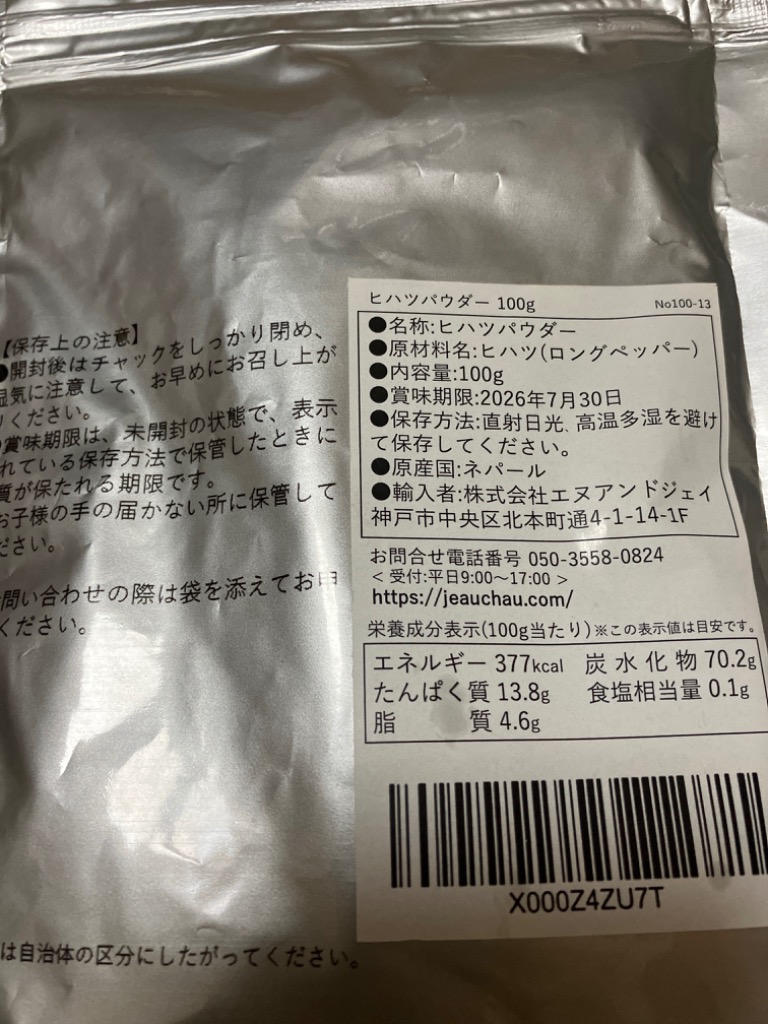 【保存上の注意】
●開封後はチャックをしっかり閉め、
湿気に注意して、お早めにお召し上が
りください。
賞味期限は、未開封の状態で、表示
れている保存方法で保管したときに
質が保たれる期限です。
お子様の手の届かない所に保管して
ださい。
問い合わせの際は袋を添えてお申
ください。
は自治体の区分にしたがってください。
ヒハツパウダー 100g No100-13
●名称:ヒハツパウダー
●原材料名:ヒハツ(ロングペッパー)
●内容量:100g
●賞味期限:2026年7月30日
●保存方法:直射日光、高温多湿を避け
て保存してください。
●原産国:ネパール
●輸入者:株式会社エヌアンドジェイ
神戸市中央区北本町通4-1-14-1F
お問合せ電話番号 050-3558-0824
< 受付:平日9:00~17:00 >
https://jeauchau.com/
栄養成分表示(100g当たり)※この表示値は目安です。
エネルギー 377kcal 炭水化物 70.2g
たんぱく質 13.8g 食塩相当量 0.1g
脂質 4.6g
X000Z4ZU7T